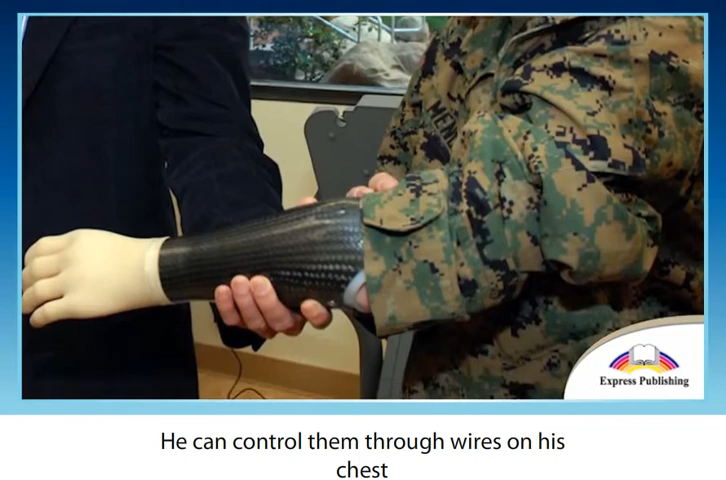 Express Publishing
He can control them through wires on his
chest